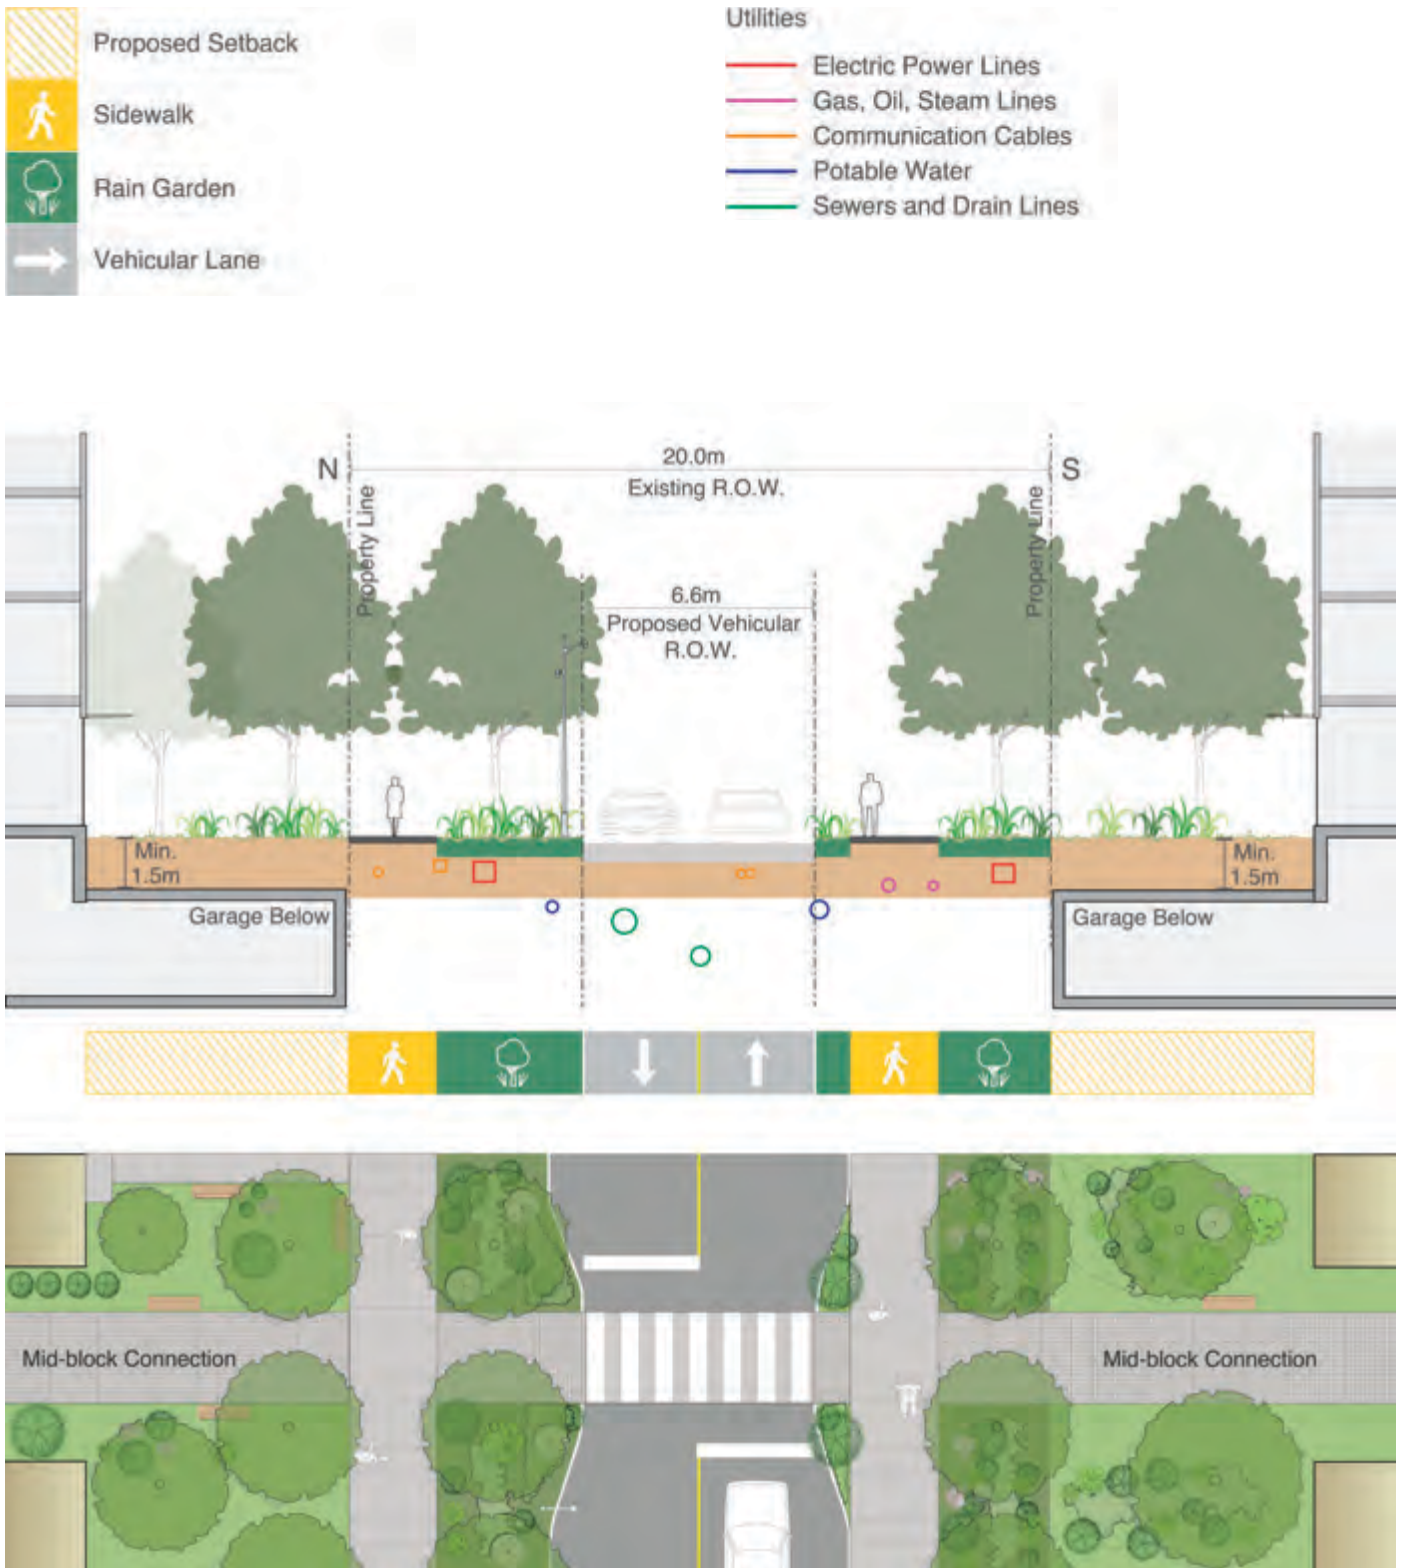 Proposed Setback
Sidewalk
Rain Garden
Vehicular Lane
Utilities
Electric Power Lines
Gas, Oil, Steam Lines
Communication Cables
Potable Water
Sewers and Drain Lines
N
20.0m
S
Existing R.O.W.
Property Line
Property Line
6.6m
Proposed Vehicular
R.O.W.
Min.
1.5m
Min.
1.5m
Garage Below
Garage Below
Mid-block Connection
Mid-block Connection